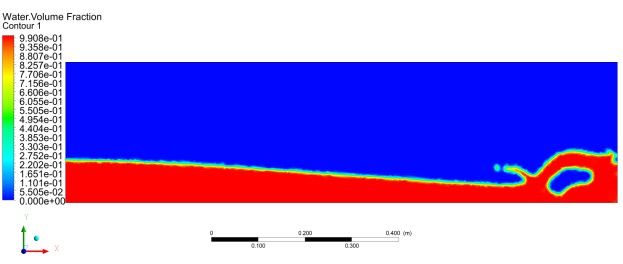 Water.Volume Fraction
Contour 1
9.908e-01
9.358e-01
8.807e-01
8.257e-01
7.706e-01
7.156e-01
6.606e-01
6.055e-01
5.505e-01
4.954e-01
4.404e-01
3.853e-01
3.303e-01
2.752e-01
2.202e-01
1.651e-01
1.101e-01
5.505e-02
0.000e+00
Y
X
0 0.200 0.400 (m)
0.100 0.300